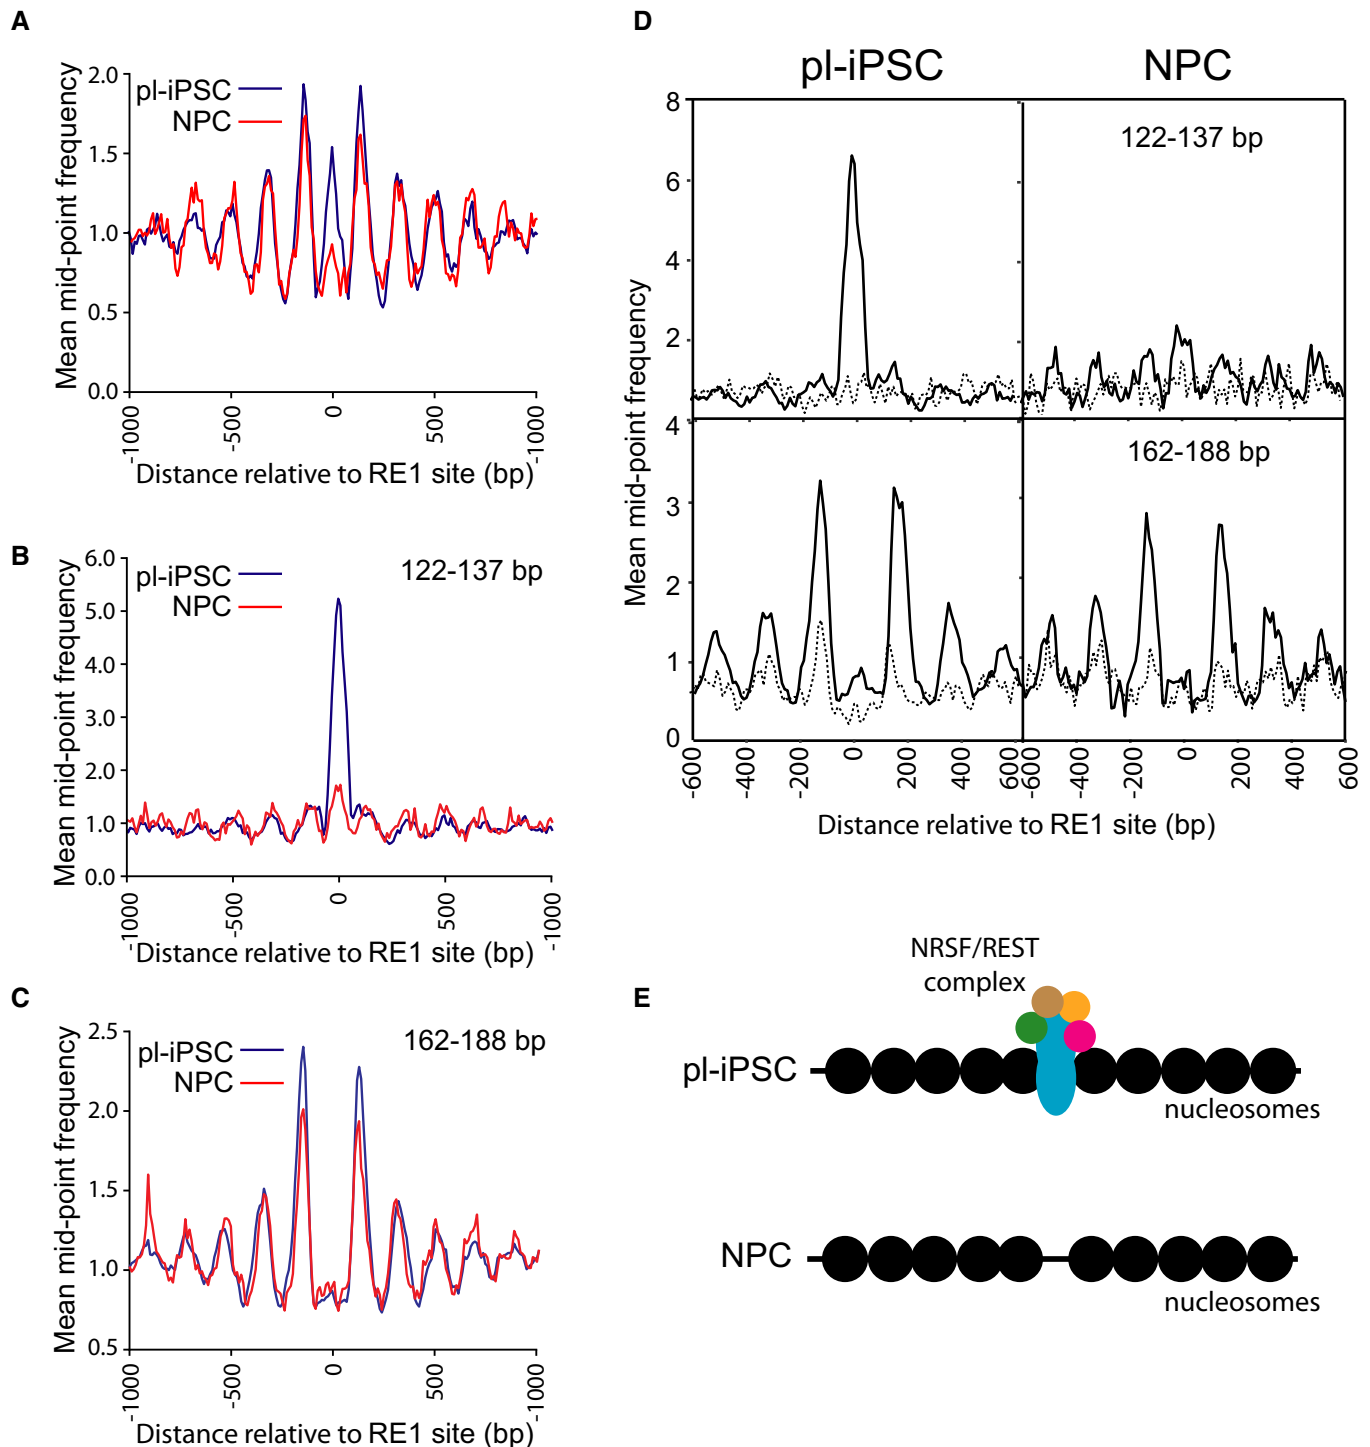 A
pl-iPSC
NPC
Mean mid-point frequency
2.0
1.5
1.0
0.5
0.0
-1000
-500
0
500
-1000
Distance relative to RE1 site (bp)
B
pl-iPSC
NPC
122-137 bp
Mean mid-point frequency
6.0
5.0
4.0
3.0
2.0
1.0
0.0
-1000
-500
0
-500
-1000
Distance relative to RE1 site (bp)
C
pl-iPSC
NPC
162-188 bp
Mean mid-point frequency
2.5
2.0
1.5
1.0
0.5
-1000
-500
0
500
-1000
Distance relative to RE1 site (bp)
D
pl-iPSC
NPC
122-137 bp
162-188 bp
Mean mid-point frequency
8
6
4
2
4
3
2
1
0
-600
-400
-200
0
200
400
600
-400
-200
0
200
400
600
Distance relative to RE1 site (bp)
E
NRSF/REST
complex
pl-iPSC
nucleosomes
NPC
nucleosomes